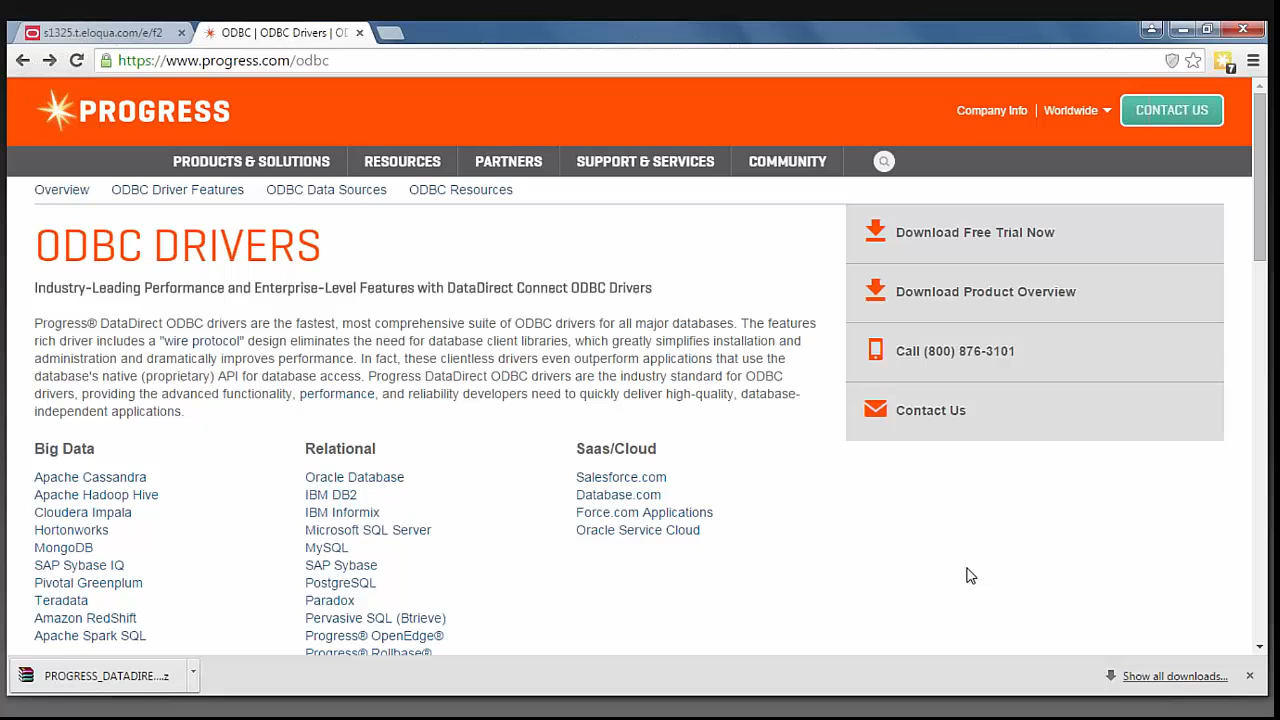 s1325.t.eloqua.com/e/f2
ODBC | ODBC Drivers | OD
https://www.progress.com/odbc
7
PROGRESS
Company Info | Worldwide
CONTACT US
PRODUCTS & SOLUTIONS
RESOURCES
PARTNERS
SUPPORT & SERVICES
COMMUNITY
Overview
ODBC Driver Features
ODBC Data Sources
ODBC Resources
ODBC DRIVERS
Industry-Leading Performance and Enterprise-Level Features with DataDirect Connect ODBC Drivers
Progress® DataDirect ODBC drivers are the fastest, most comprehensive suite of ODBC drivers for all major databases. The features
rich driver includes a "wire protocol" design eliminates the need for database client libraries, which greatly simplifies installation and
administration and dramatically improves performance. In fact, these clientless drivers even outperform applications that use the
database's native (proprietary) API for database access. Progress DataDirect ODBC drivers are the industry standard for ODBC
drivers, providing the advanced functionality, performance, and reliability developers need to quickly deliver high-quality, database-
independent applications.
Big Data
Apache Cassandra
Apache Hadoop Hive
Cloudera Impala
Hortonworks
MongoDB
SAP Sybase IQ
Pivotal Greenplum
Teradata
Amazon RedShift
Apache Spark SQL
Relational
Oracle Database
IBM DB2
IBM Informix
Microsoft SQL Server
MySQL
SAP Sybase
PostgreSQL
Paradox
Pervasive SQL (Btrieve)
Progress® OpenEdge®
Progress® Rollbase®
Saas/Cloud
Salesforce.com
Database.com
Force.com Applications
Oracle Service Cloud
Download Free Trial Now
Download Product Overview
Call (800) 876-3101
Contact Us
PROGRESS_DATADIRE....z
Show all downloads...